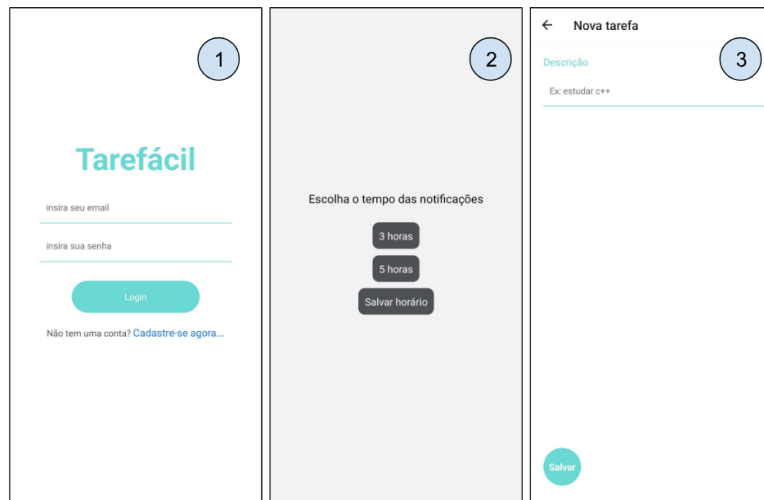 1
Tarefácil
insira seu email
insira sua senha
Login
Não tem uma conta? Cadastre-se agora...
2
Escolha o tempo das notificações
3 horas
5 horas
Salvar horário
← Nova tarefa
3
Descrição
Ex: estudar c++
Salvar